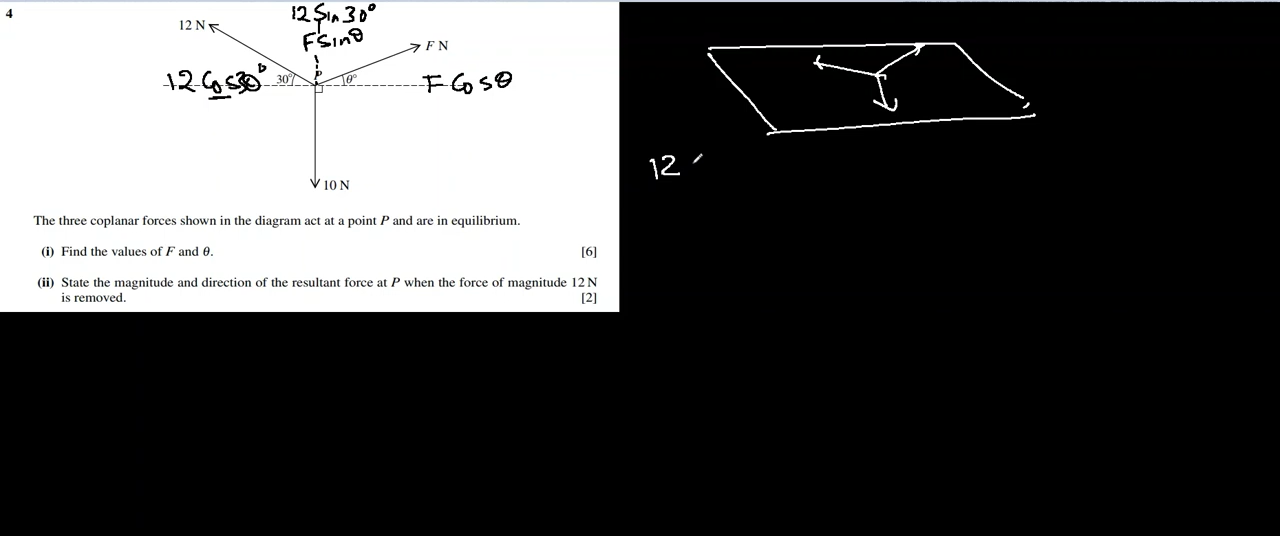 4
12 Sin 30°
12 N
F Sin θ
F N
12 Cos 30°
30°
P
θ°
F Cos θ
10 N
12
The three coplanar forces shown in the diagram act at a point P and are in equilibrium.
(i) Find the values of F and θ. [6]
(ii) State the magnitude and direction of the resultant force at P when the force of magnitude 12 N
is removed. [2]